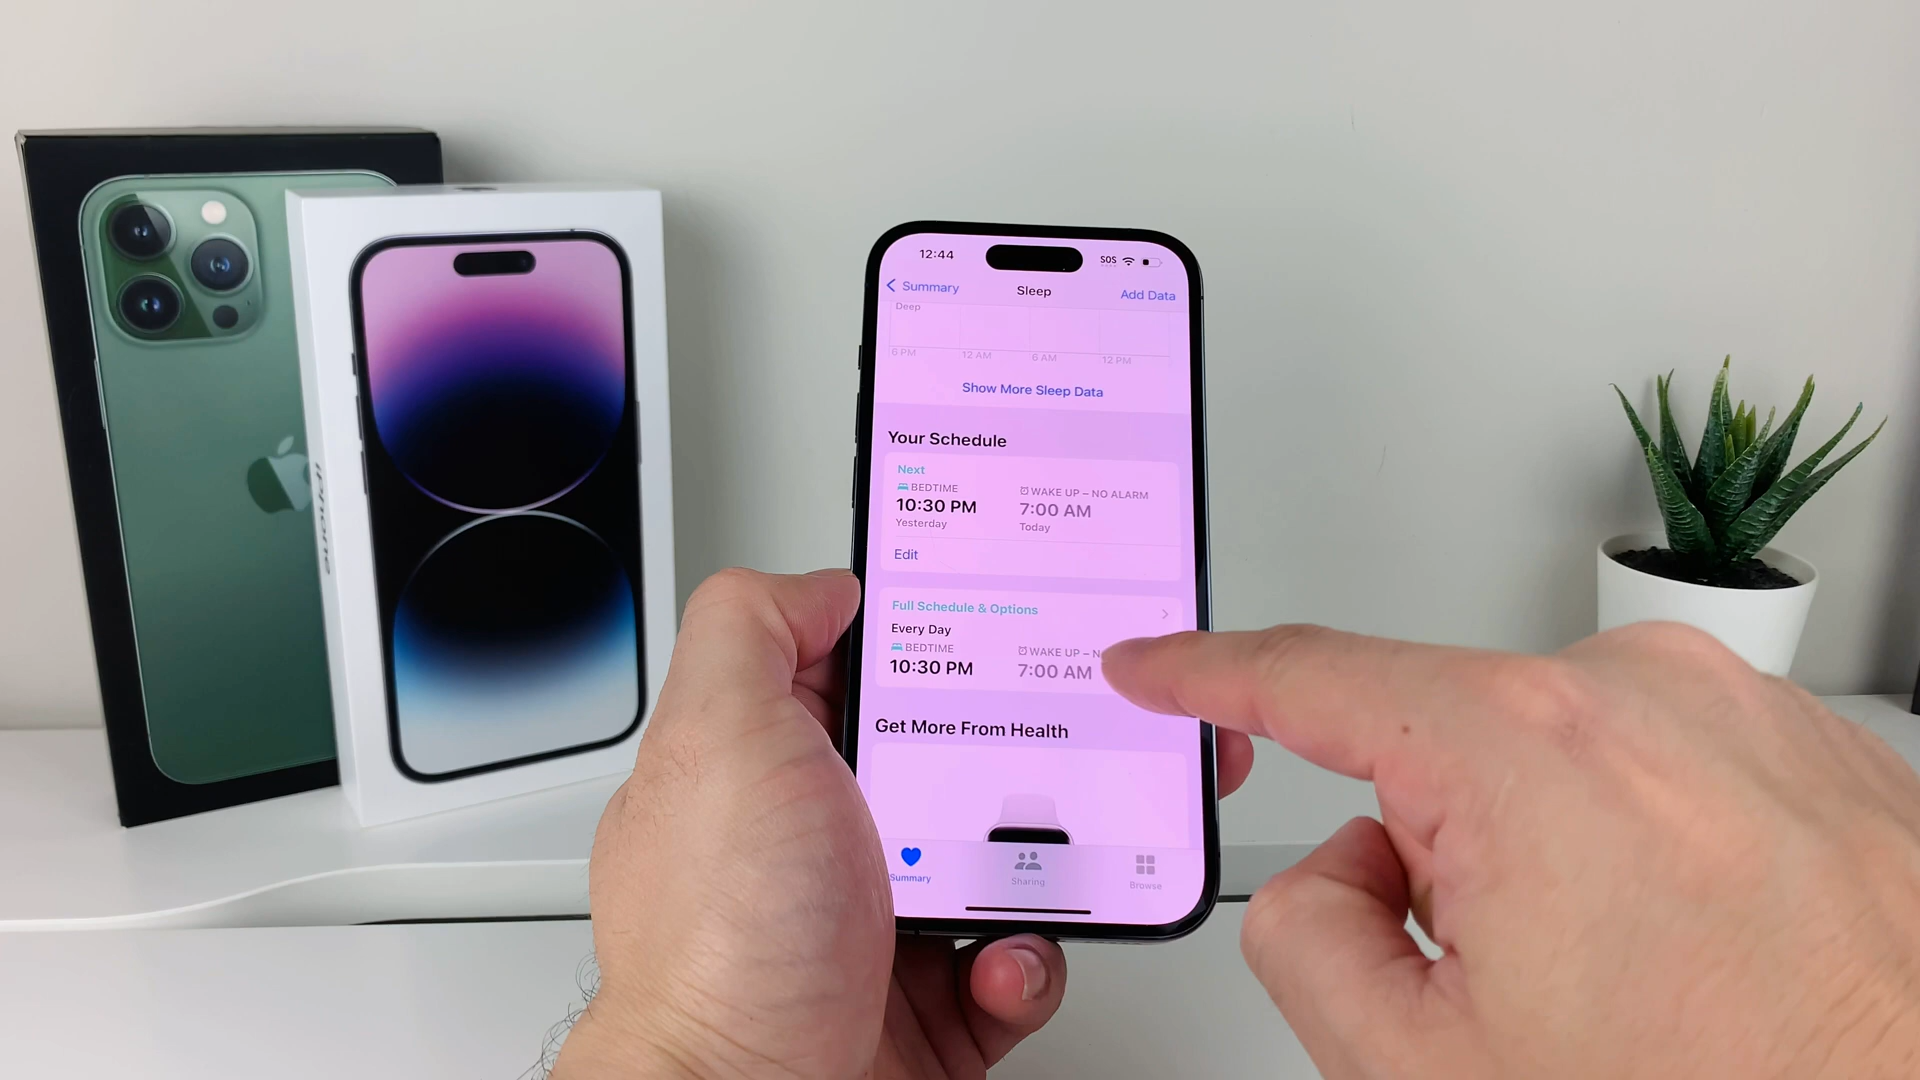 iPhone
12:44
SOS
Summary
Sleep
Add Data
Deep
6 PM
12 AM
6 AM
12 PM
Show More Sleep Data
Your Schedule
Next
BEDTIME
WAKE UP – NO ALARM
10:30 PM
7:00 AM
Yesterday
Today
Edit
Full Schedule & Options
Every Day
BEDTIME
WAKE UP –
10:30 PM
7:00 AM
Get More From Health
Summary
Sharing
Browse